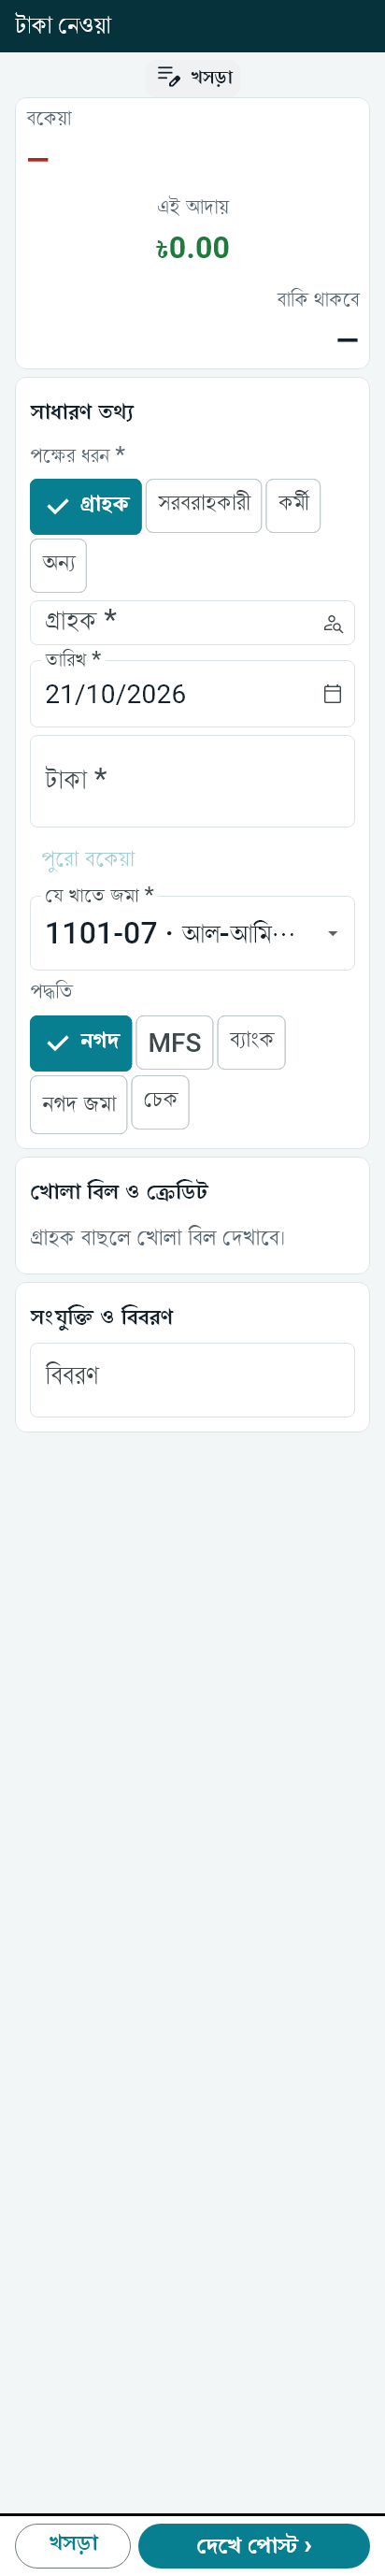 টাকা নেওয়া
খসড়া
বকেয়া
–
এই আদায়
৳0.00
বাকি থাকবে
–
সাধারণ তথ্য
পক্ষের ধরন *
গ্রাহক সরবরাহকারী কর্মী
অন্য
গ্রাহক *
তারিখ *
21/10/2026
টাকা *
পুরো বকেয়া
যে খাতে জমা *
1101-07 · আল-আমি…
পদ্ধতি
নগদ MFS ব্যাংক
নগদ জমা চেক
খোলা বিল ও ক্রেডিট
গ্রাহক বাছলে খোলা বিল দেখাবে।
সংযুক্তি ও বিবরণ
বিবরণ
খসড়া দেখে পোস্ট ›